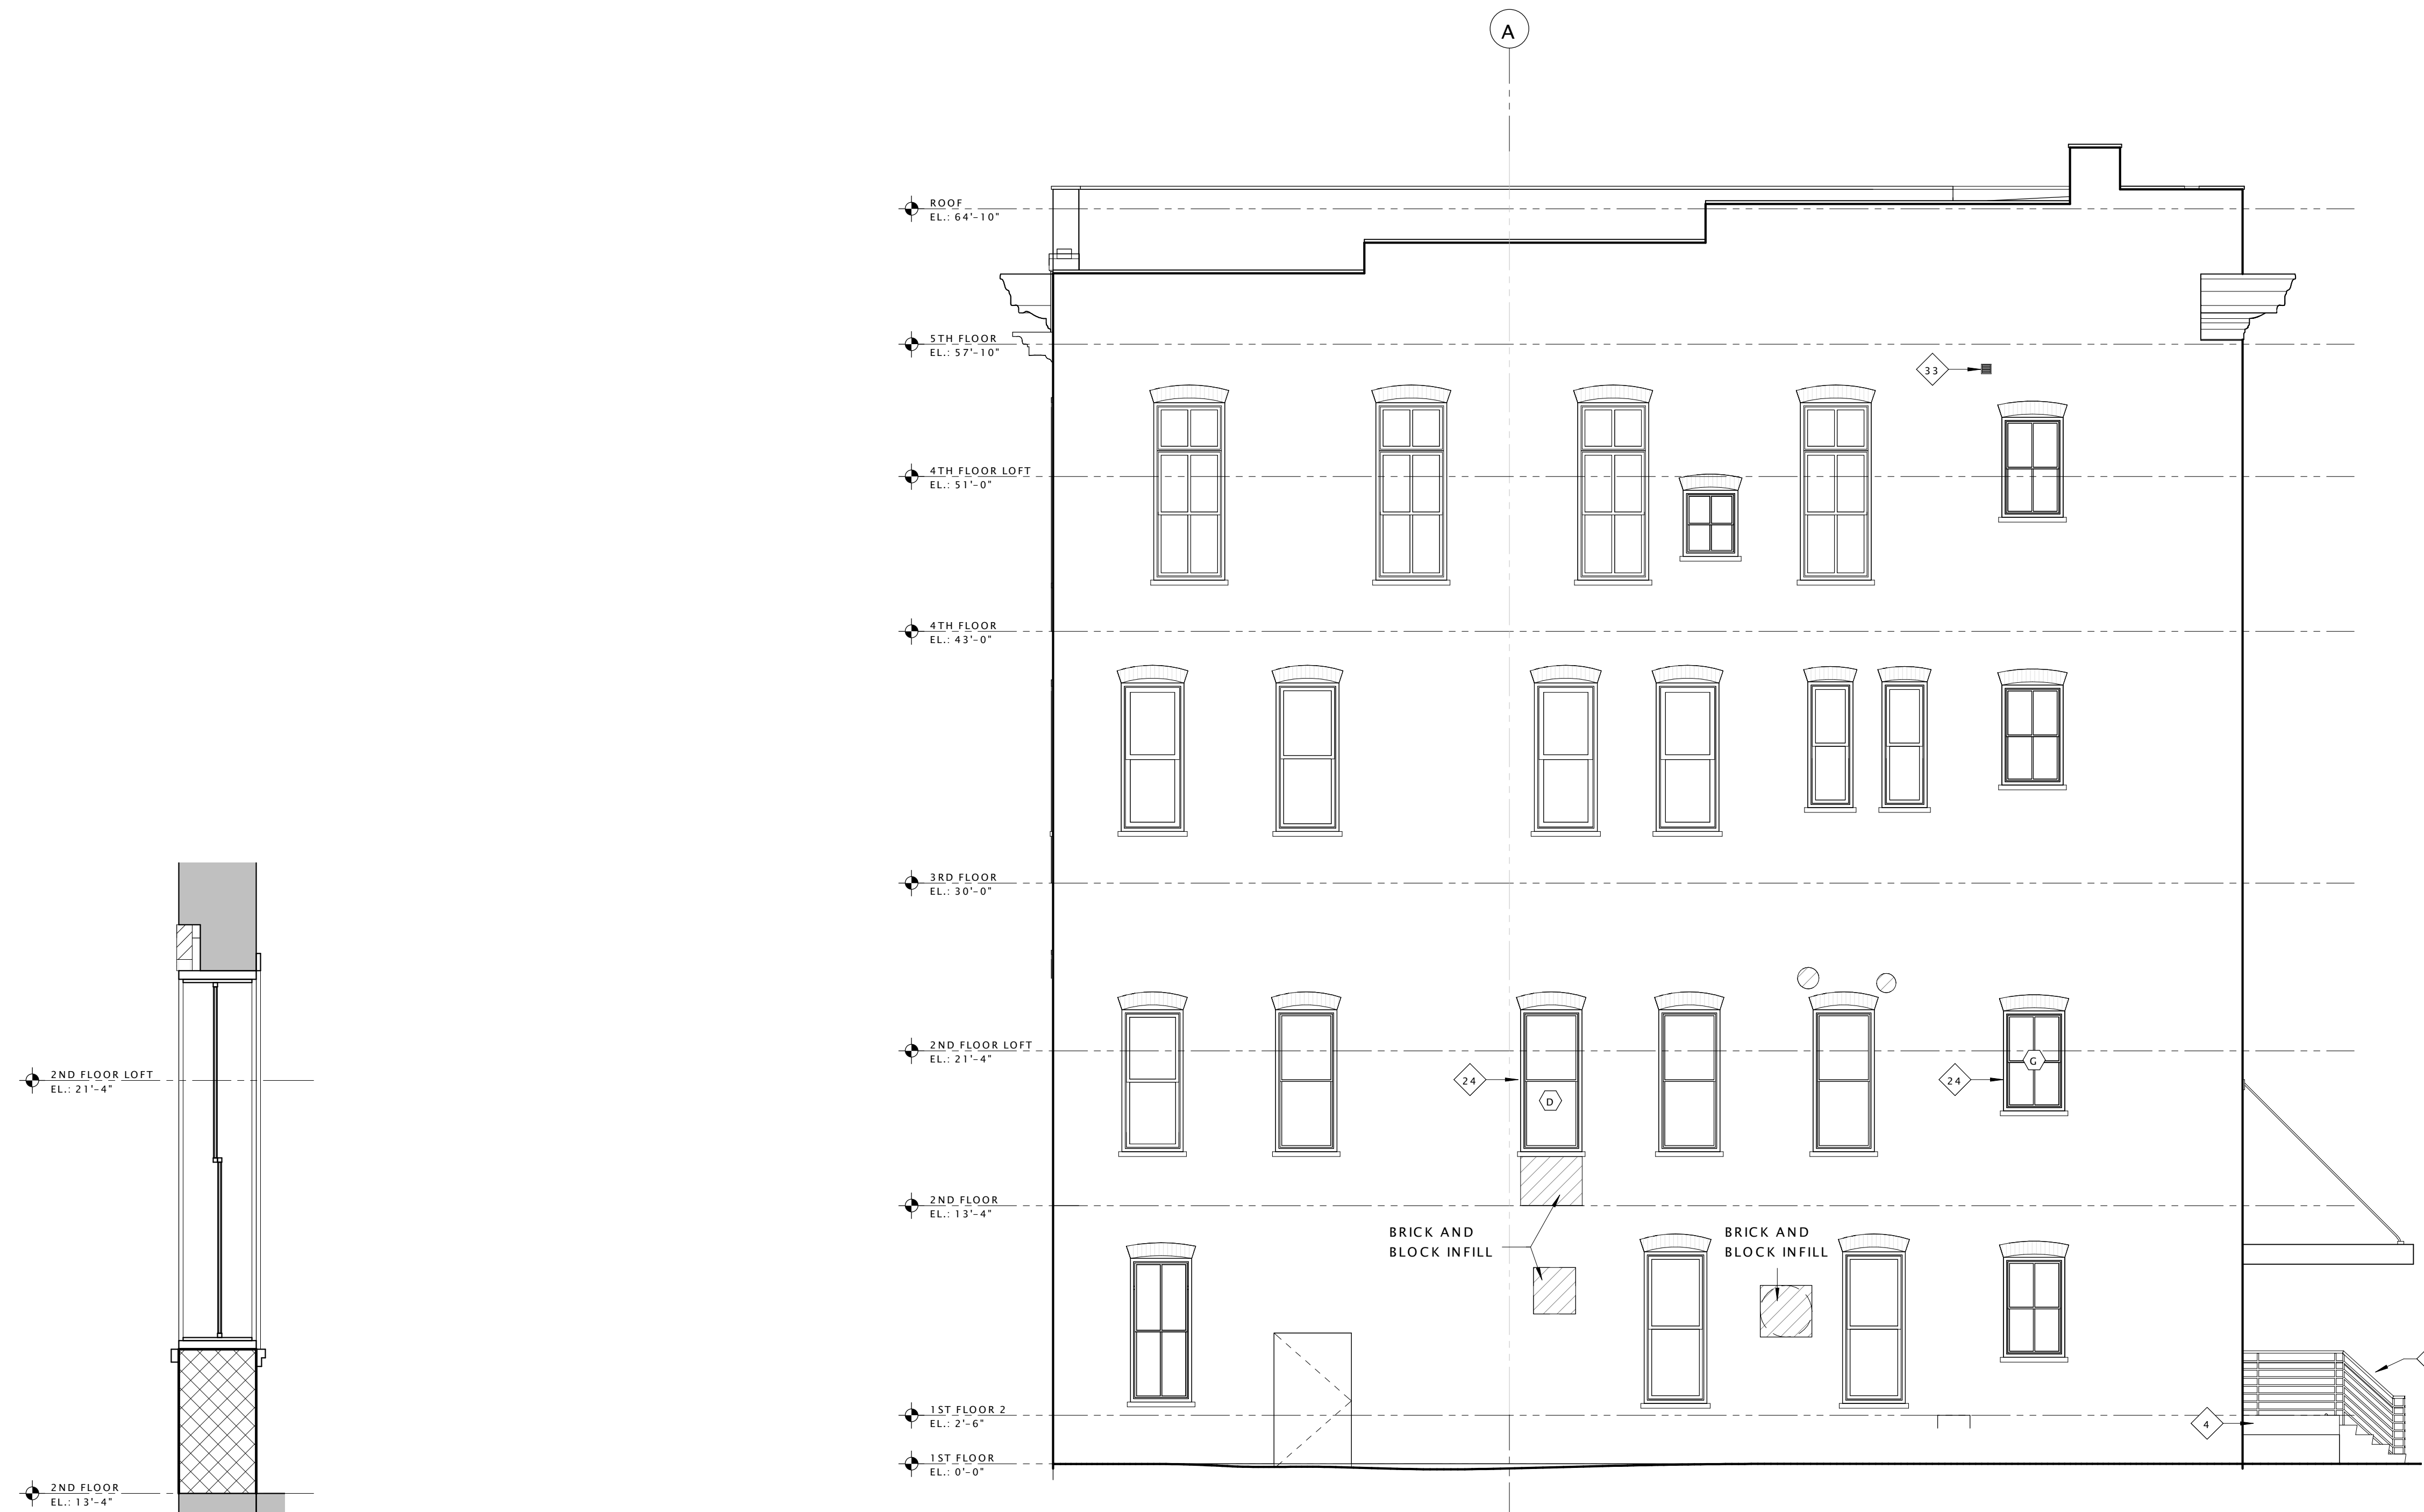 A
ROOF
EL.: 64'-10"
5TH FLOOR
EL.: 57'-10"
33
4TH FLOOR LOFT
EL.: 51'-0"
4TH FLOOR
EL.: 43'-0"
3RD FLOOR
EL.: 30'-0"
2ND FLOOR LOFT
EL.: 21'-4"
2ND FLOOR LOFT
EL.: 21'-4"
24
D
24
G
2ND FLOOR
EL.: 13'-4"
BRICK AND
BLOCK INFILL
BRICK AND
BLOCK INFILL
1ST FLOOR 2
EL.: 2'-6"
4
1ST FLOOR
EL.: 0'-0"
2ND FLOOR
EL.: 13'-4"